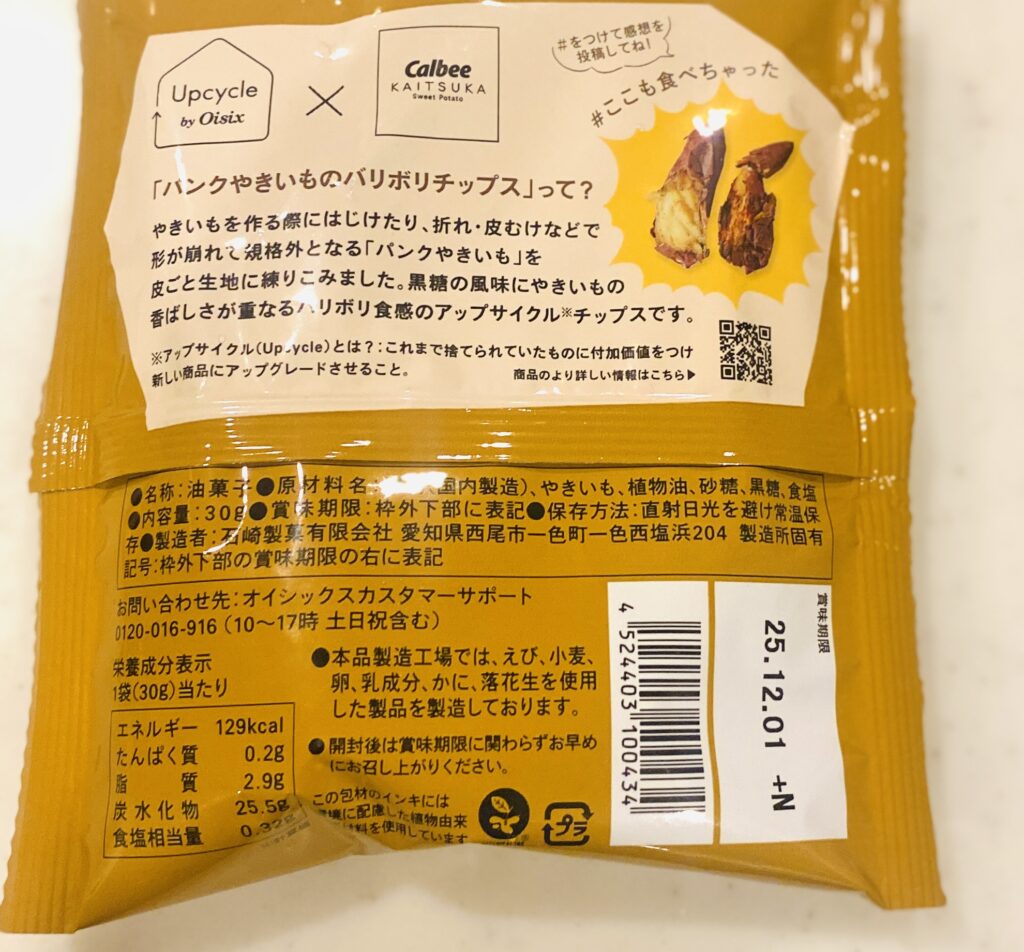 Upcycle
by Oisix
×
Calbee
KAITSUKA
Sweet Potato
#をつけて感想を
投稿してね!
#ここも食べちゃった
「パンクやきいものバリボリチップス」って?
やきいもを作る際にはじけたり、折れ・皮むけなどで
形が崩れて規格外となる「パンクやきいも」を
皮ごと生地に練りこみました。黒糖の風味にやきいもの
香ばしさが重なるバリボリ食感のアップサイクル※チップスです。
※アップサイクル(Upcycle)とは?:これまで捨てられていたものに付加価値をつけ
新しい商品にアップグレードさせること。
商品のより詳しい情報はこちら▶
●名称:油菓子●原材料名: (国内製造)、やきいも、植物油、砂糖、黒糖、食塩
●内容量:30g●賞味期限:枠外下部に表記●保存方法:直射日光を避け常温保
存●製造者:石崎製菓有限会社 愛知県西尾市一色町一色西塩浜204 製造所固有
記号:枠外下部の賞味期限の右に表記
お問い合わせ先:オイシックスカスタマーサポート
0120-016-916(10〜17時 土日祝含む)
栄養成分表示
1袋(30g)当たり
エネルギー 129kcal
たんぱく質 0.2g
脂質 2.9g
炭水化物 25.5g
食塩相当量 0.32g
●本品製造工場では、えび、小麦、
卵、乳成分、かに、落花生を使用
した製品を製造しております。
●開封後は賞味期限に関わらずお早め
にお召し上がりください。
この包材のインキには
環境に配慮した植物由来
原料を使用しています
プラ
4524403100434
賞味期限
25.12.01 +N